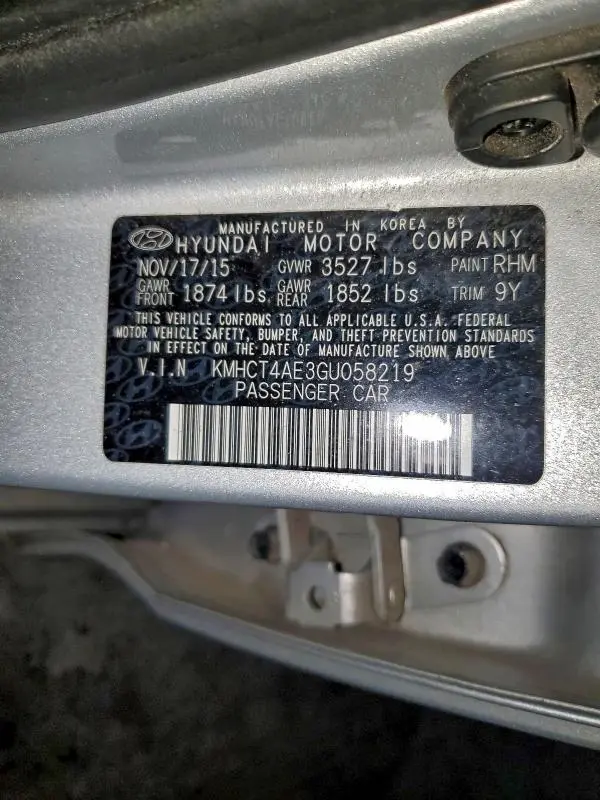 MANUFACTURED IN KOREA BY
HYUNDAI MOTOR COMPANY
NOV/17/15 GVWR 3527 lbs PAINT RHM
GAWR FRONT 1874 lbs GAWR REAR 1852 lbs TRIM 9Y
THIS VEHICLE CONFORMS TO ALL APPLICABLE U.S.A. FEDERAL
MOTOR VEHICLE SAFETY, BUMPER, AND THEFT PREVENTION STANDARDS
IN EFFECT ON THE DATE OF MANUFACTURE SHOWN ABOVE
V.I.N KMHCT4AE3GU058219
PASSENGER CAR